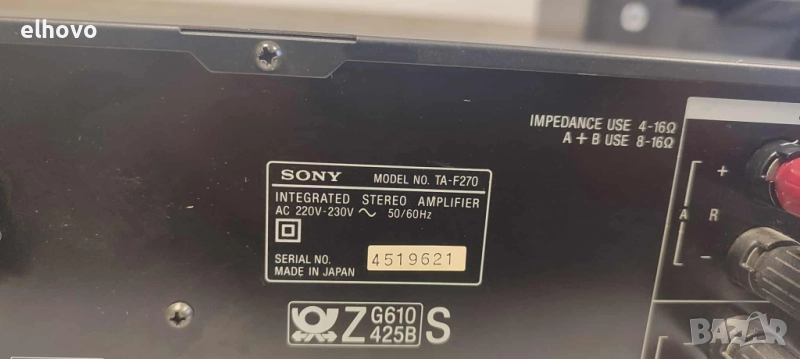 elhovo
IMPEDANCE USE 4-16Ω
A + B USE 8-16Ω
SONY MODEL NO. TA-F270
INTEGRATED STEREO AMPLIFIER
AC 220V-230V ~ 50/60Hz
SERIAL NO. 4519621
MADE IN JAPAN
+
A R
-
Z G610 S
425B
BAZAR